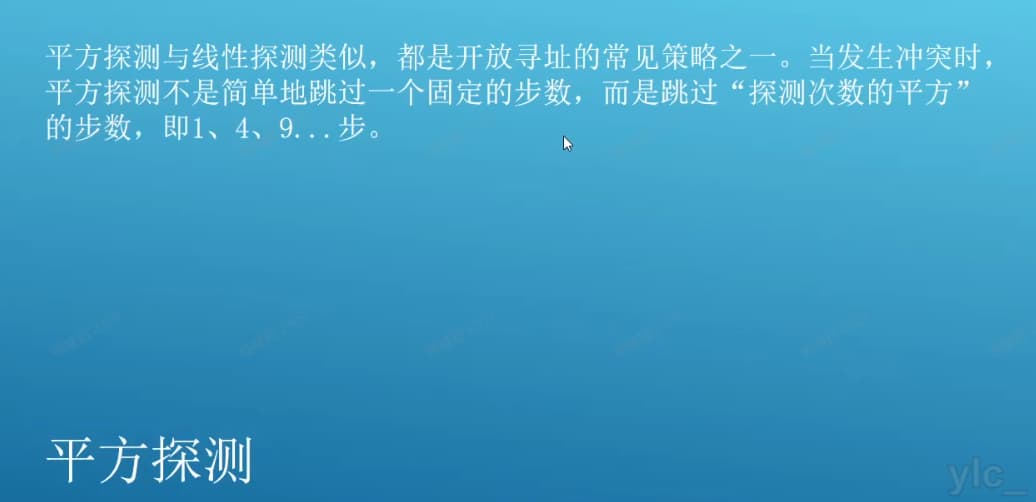 平方探测与线性探测类似，都是开放寻址的常见策略之一。当发生冲突时，
平方探测不是简单地跳过一个固定的步数，而是跳过“探测次数的平方”
的步数，即1、4、9...步。
平方探测
ylc_